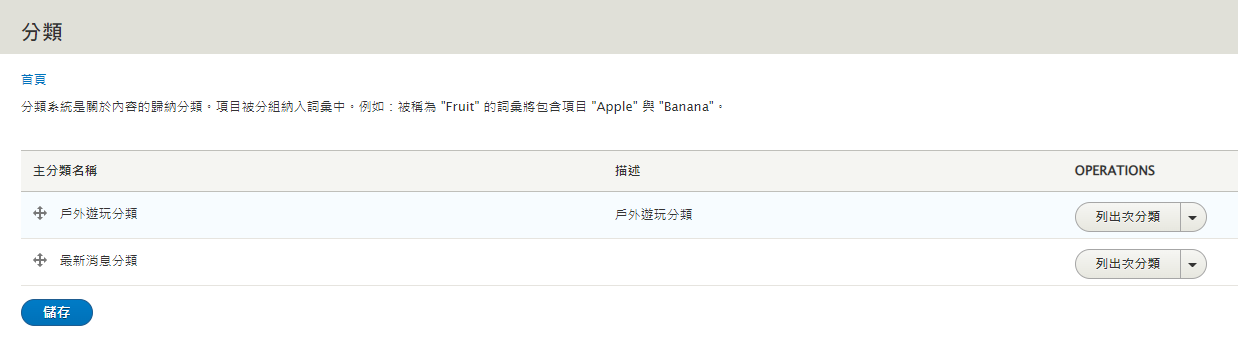 分類
首頁
分類系統是關於內容的歸納分類。項目被分組納入詞彙中。例如：被稱為 "Fruit" 的詞彙將包含項目 "Apple" 與 "Banana"。
主分類名稱 描述 OPERATIONS
戶外遊玩分類 戶外遊玩分類 列出次分類
最新消息分類 列出次分類
儲存